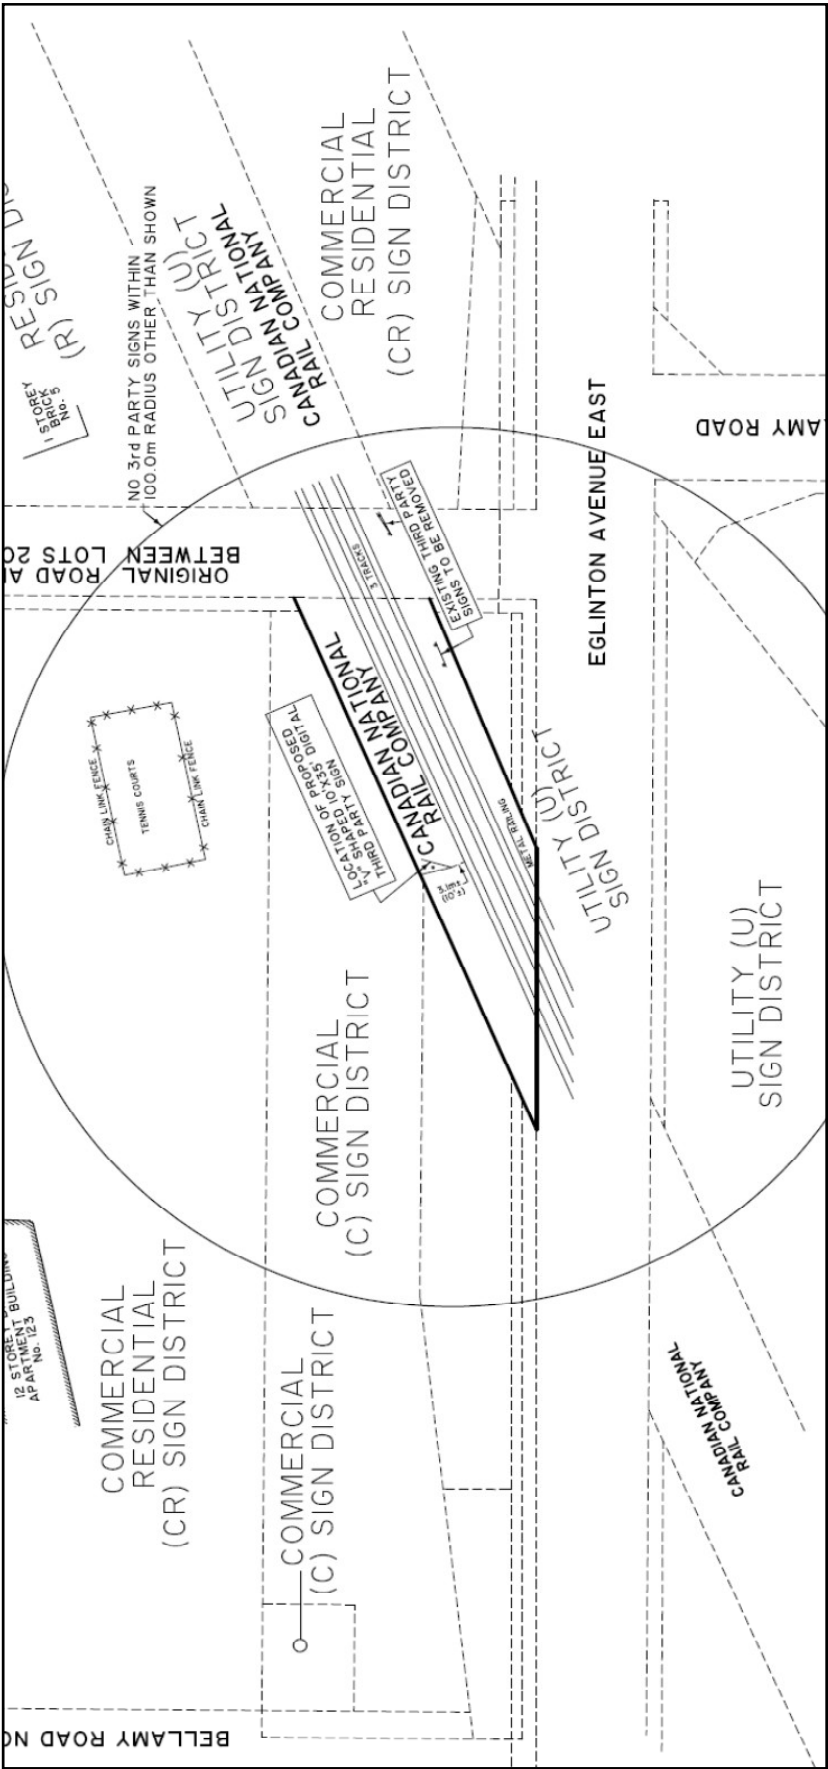 RESID
(R) SIGN DI
1 STOREY
BRICK
No. 5
NO 3rd PARTY SIGNS WITHIN
100.0m RADIUS OTHER THAN SHOWN
UTILITY (U)
SIGN DISTRICT
CANADIAN NATIONAL
RAIL COMPANY
COMMERCIAL
RESIDENTIAL
(CR) SIGN DISTRICT
ORIGINAL ROAD A
BETWEEN LOTS 20
3 TRACKS
EXISTING THIRD PARTY
SIGNS TO BE REMOVED
EGLINTON AVENUE EAST
AMY ROAD
CHAIN LINK FENCE
TENNIS COURTS
CHAIN LINK FENCE
LOCATION OF PROPOSED
"V" SHAPED 10'X35' DIGITAL
THIRD PARTY SIGN
CANADIAN NATIONAL
RAIL COMPANY
3.1m±
(10'±)
METAL RAILING
UTILITY (U)
SIGN DISTRICT
UTILITY (U)
SIGN DISTRICT
COMMERCIAL
(C) SIGN DISTRICT
12 STOREY
APARTMENT BUILDING
No. 123
COMMERCIAL
RESIDENTIAL
(CR) SIGN DISTRICT
COMMERCIAL
(C) SIGN DISTRICT
CANADIAN NATIONAL
RAIL COMPANY
BELLAMY ROAD NO